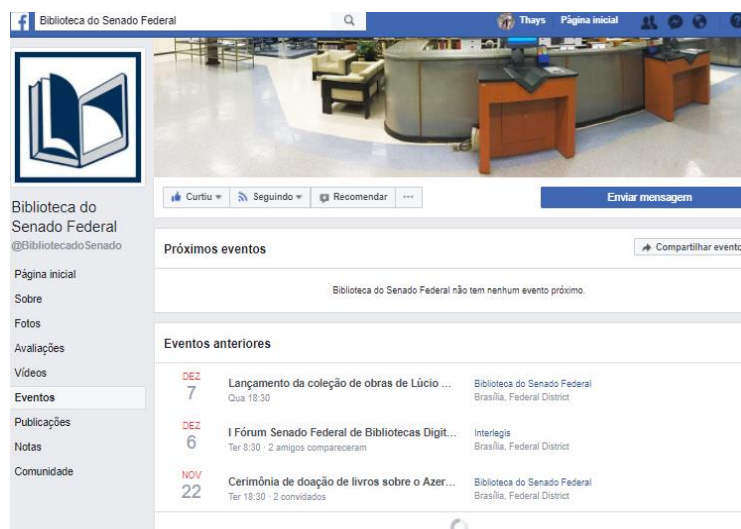 Biblioteca do Senado Federal
Thays Página inicial
Biblioteca do
Senado Federal
@BibliotecadoSenado
Página inicial
Sobre
Fotos
Avaliações
Vídeos
Eventos
Publicações
Notas
Comunidade
Curtiu Seguindo Recomendar ...
Enviar mensagem
Próximos eventos
Compartilhar evento
Biblioteca do Senado Federal não tem nenhum evento próximo.
Eventos anteriores
DEZ
7
Lançamento da coleção de obras de Lúcio ...
Qua 18:30
Biblioteca do Senado Federal
Brasília, Federal District
DEZ
6
I Fórum Senado Federal de Bibliotecas Digit...
Ter 8:30 · 2 amigos compareceram
Interlegis
Brasília, Federal District
NOV
22
Cerimônia de doação de livros sobre o Azer...
Ter 18:30 · 2 convidados
Biblioteca do Senado Federal
Brasília, Federal District